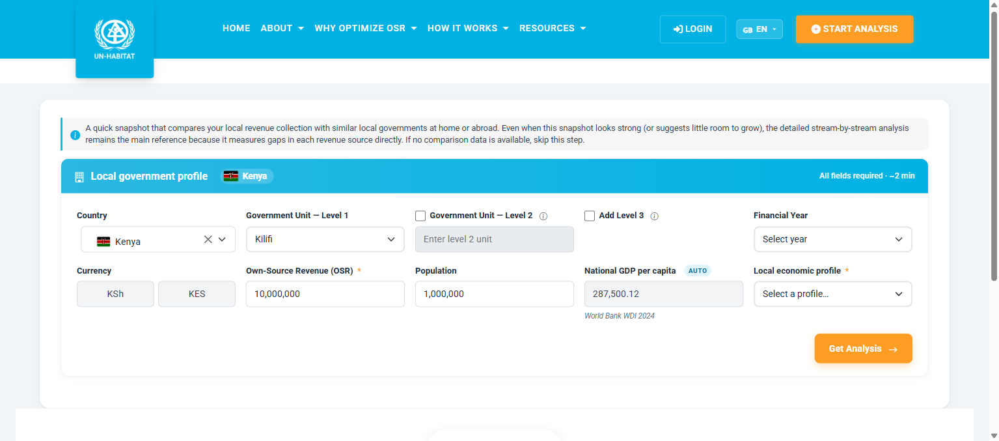 UN-HABITAT
HOME ABOUT WHY OPTIMIZE OSR HOW IT WORKS RESOURCES
LOGIN
GB EN
START ANALYSIS
A quick snapshot that compares your local revenue collection with similar local governments at home or abroad. Even when this snapshot looks strong (or suggests little room to grow), the detailed stream-by-stream analysis
remains the main reference because it measures gaps in each revenue source directly. If no comparison data is available, skip this step.
Local government profile Kenya All fields required · ~2 min
Country Government Unit — Level 1 Government Unit — Level 2 Add Level 3 Financial Year
Kenya Kilifi Enter level 2 unit Select year
Currency Own-Source Revenue (OSR) * Population National GDP per capita AUTO Local economic profile *
KSh KES 10,000,000 1,000,000 287,500.12 Select a profile...
World Bank WDI 2024
Get Analysis →